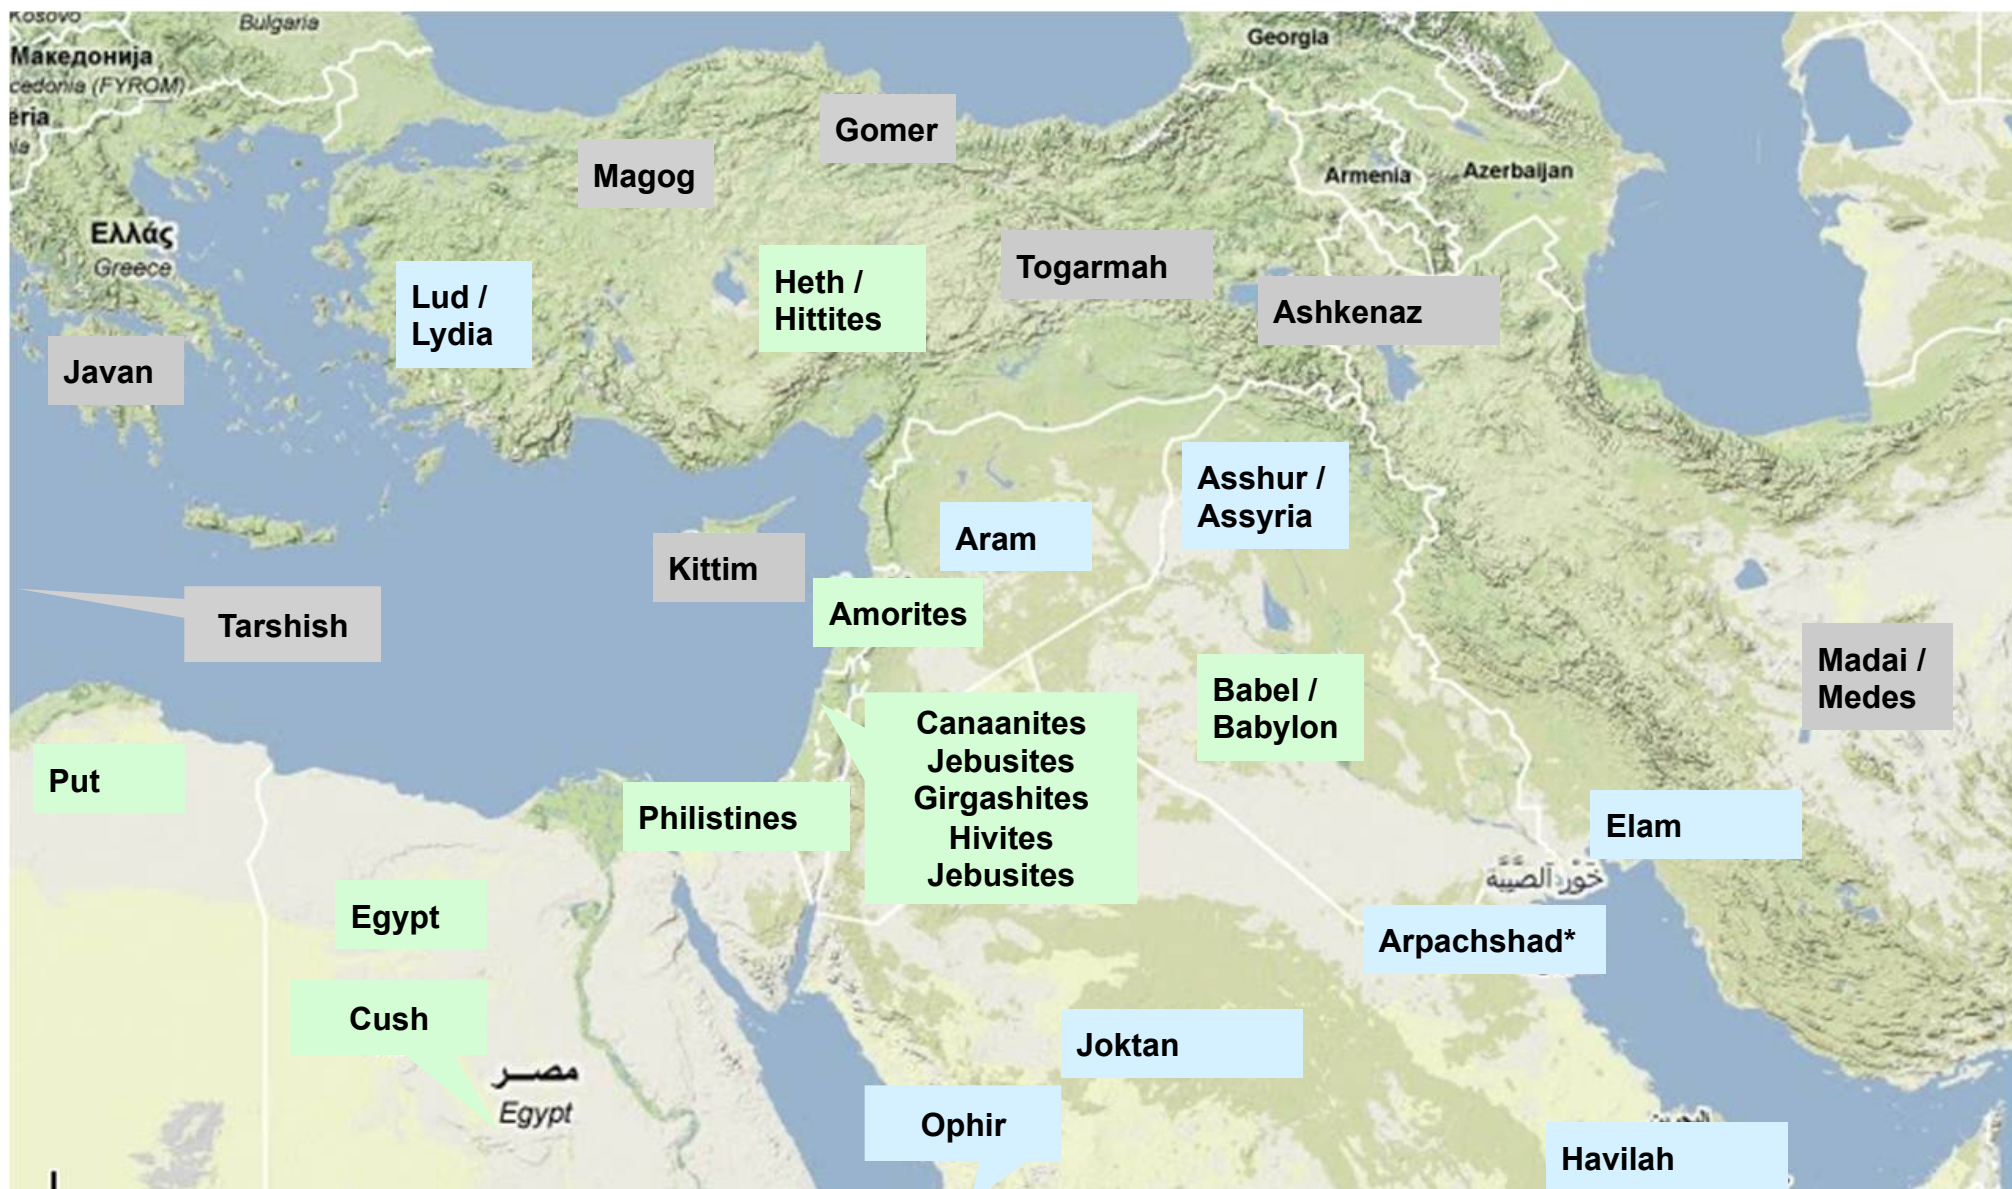 Kosovo
Bulgaria
Македонија
cedonia (FYROM)
eria
Georgia
Gomer
Magog
Armenia
Azerbaijan
Ελλάς
Greece
Lud /
Lydia
Heth /
Hittites
Togarmah
Ashkenaz
Javan
Asshur /
Assyria
Aram
Kittim
Amorites
Tarshish
Madai /
Medes
Babel /
Babylon
Canaanites
Jebusites
Girgashites
Hivites
Jebusites
Put
Philistines
Elam
Egypt
Arpachshad*
Cush
Joktan
مصر
Egypt
Ophir
Havilah